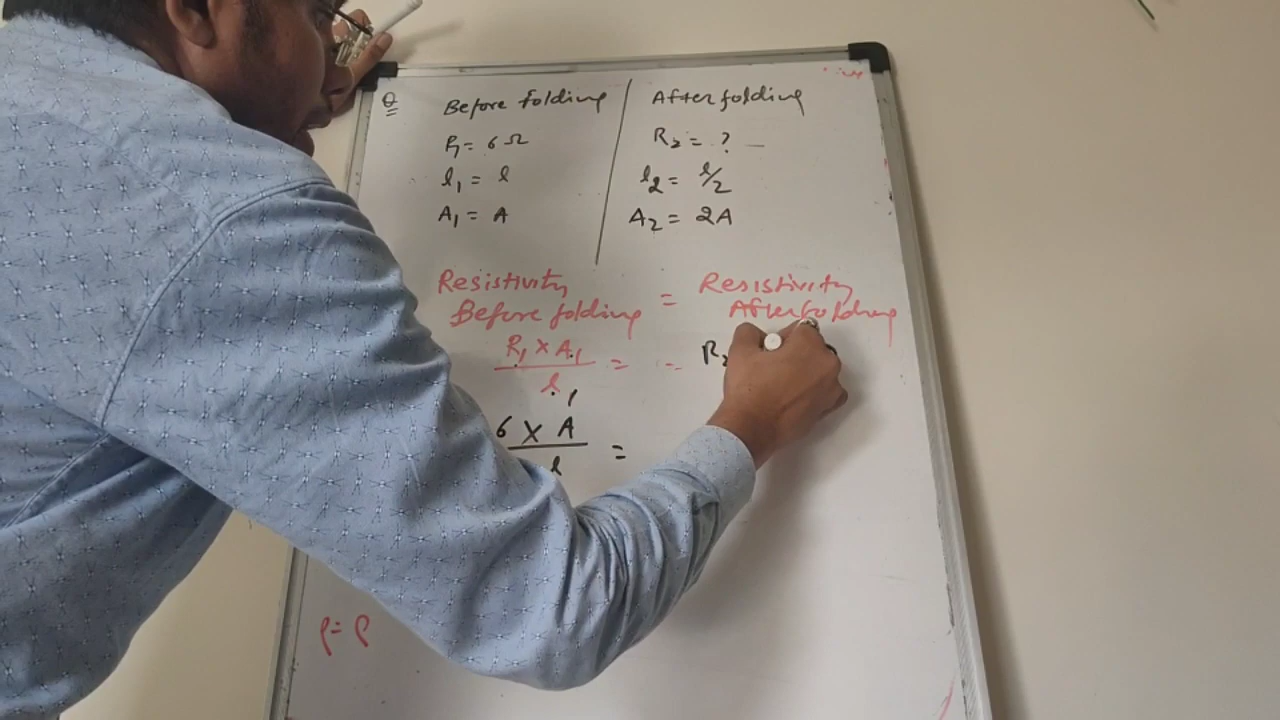 Q Before folding After folding
R₁ = 6 Ω R₂ = ?
l₁ = l l₂ = l/2
A₁ = A A₂ = 2A
Resistivity = Resistivity
Before folding After folding
R₁ × A₁ = = R₂
l₁
6 × A =
l
ρ = ρ